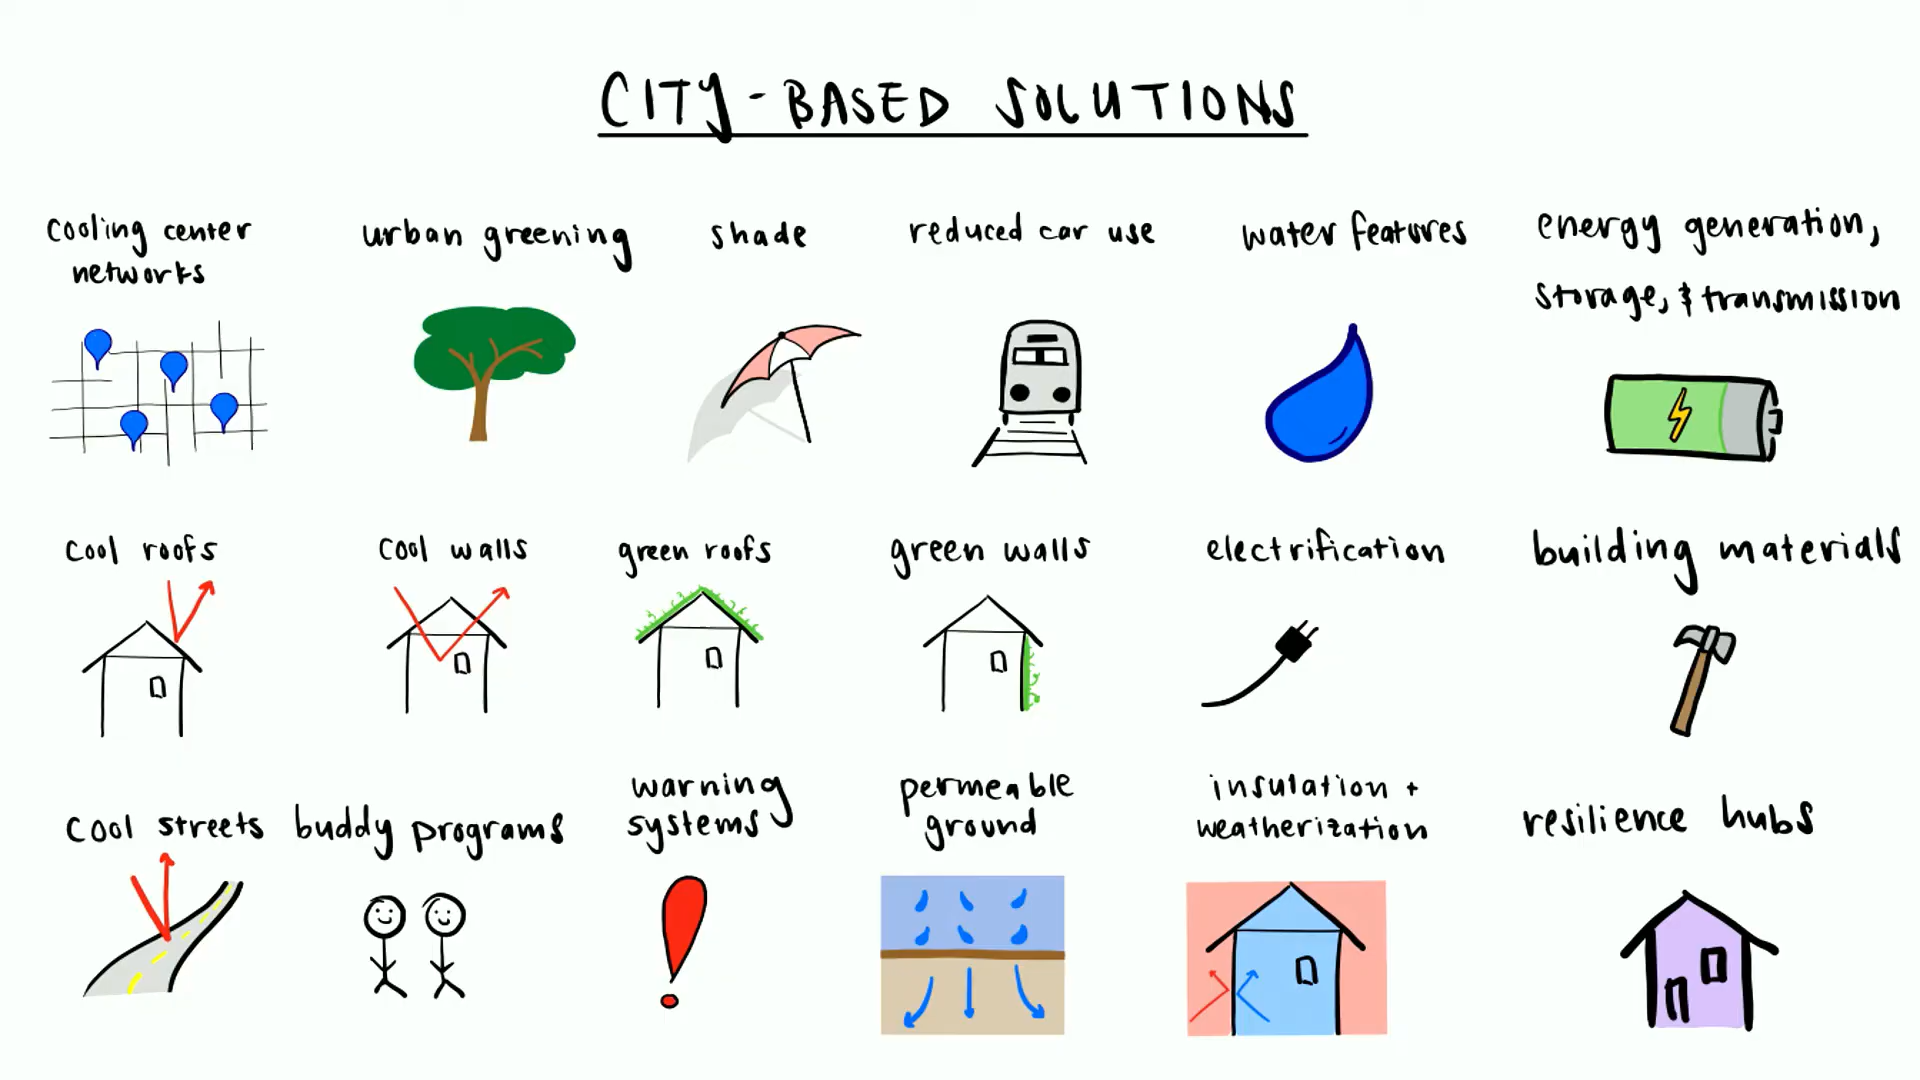 CITY-BASED SOLUTIONS
cooling center
networks
urban greening
shade
reduced car use
water features
energy generation,
storage, & transmission
cool roofs
cool walls
green roofs
green walls
electrification
building materials
cool streets
buddy programs
warning
systems
permeable
ground
insulation +
weatherization
resilience hubs